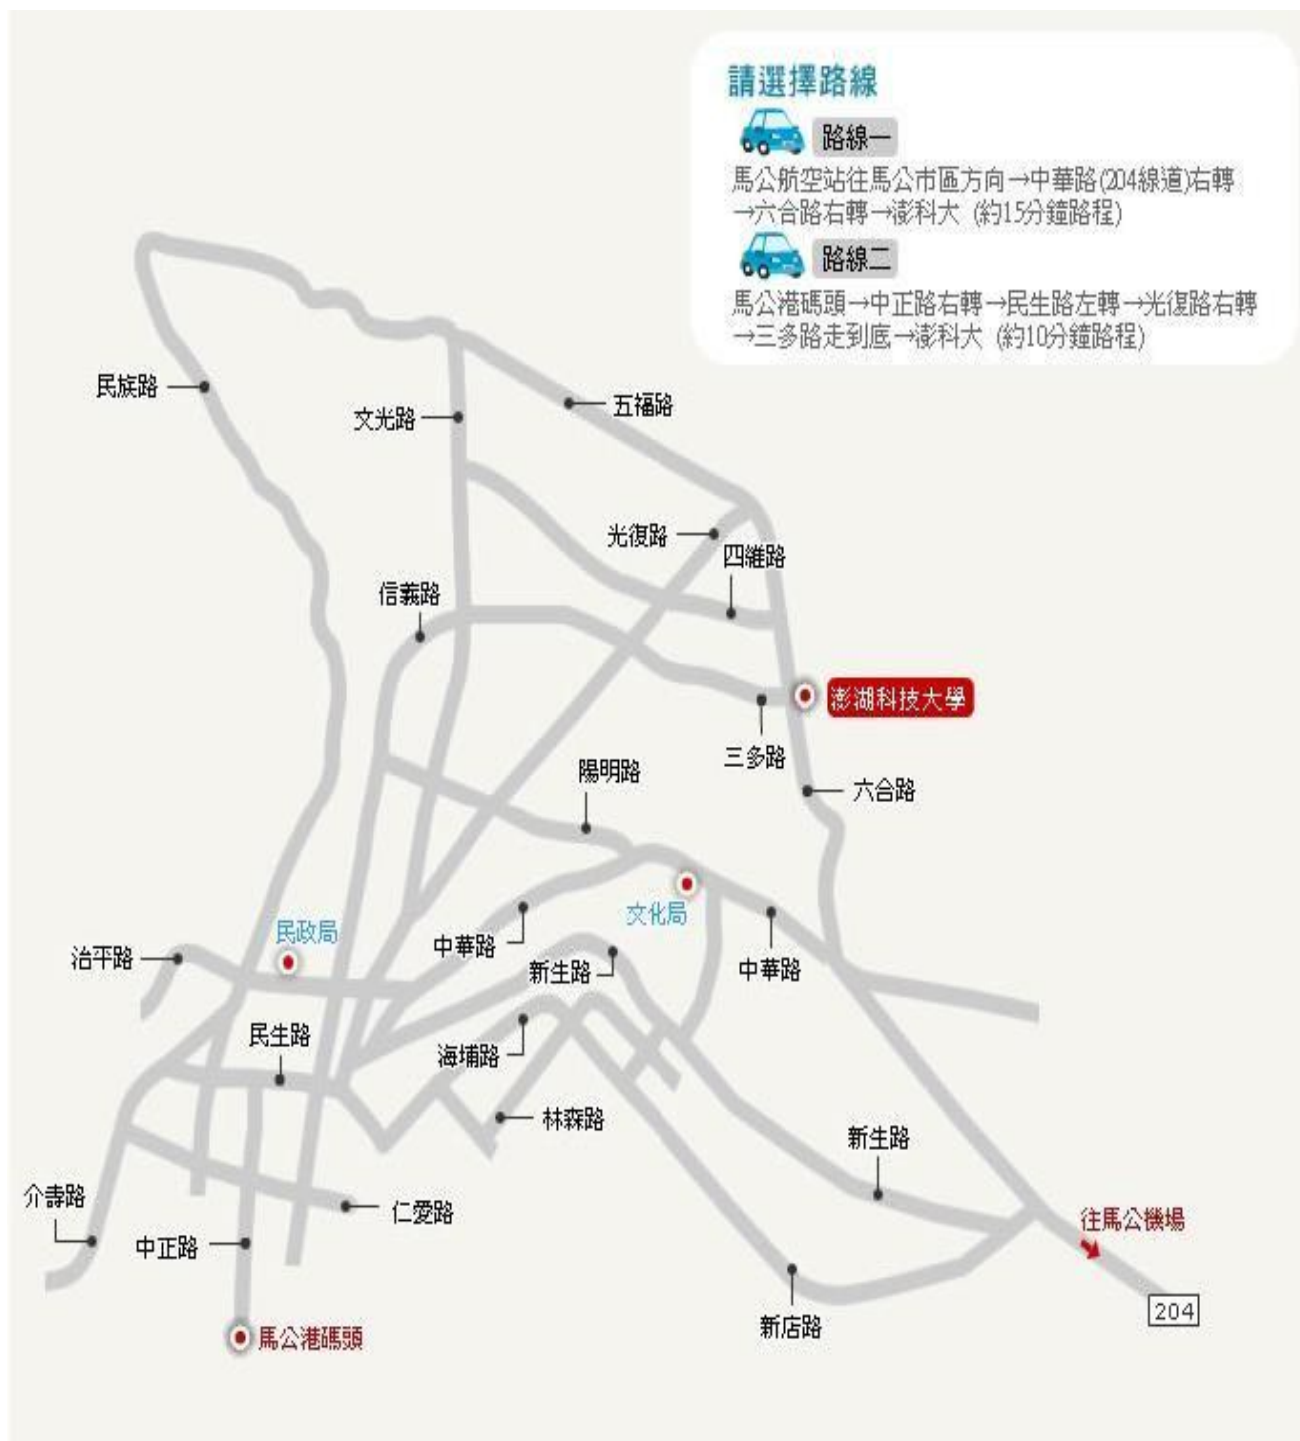 請選擇路線
路線一
馬公航空站往馬公市區方向→中華路(204線道)右轉
→六合路右轉→澎科大 (約15分鐘路程)
路線二
馬公港碼頭→中正路右轉→民生路左轉→光復路右轉
→三多路走到底→澎科大 (約10分鐘路程)
民族路
文光路
五福路
光復路
四維路
信義路
澎湖科技大學
三多路
陽明路
六合路
文化局
民政局
中華路
治平路
新生路
中華路
民生路
海埔路
林森路
新生路
介壽路
仁愛路
中正路
往馬公機場
204
新店路
馬公港碼頭